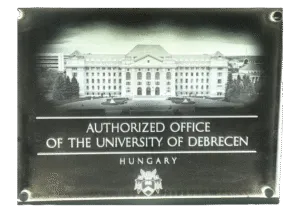 AUTHORIZED OFFICE
OF THE UNIVERSITY OF DEBRECEN
HUNGARY